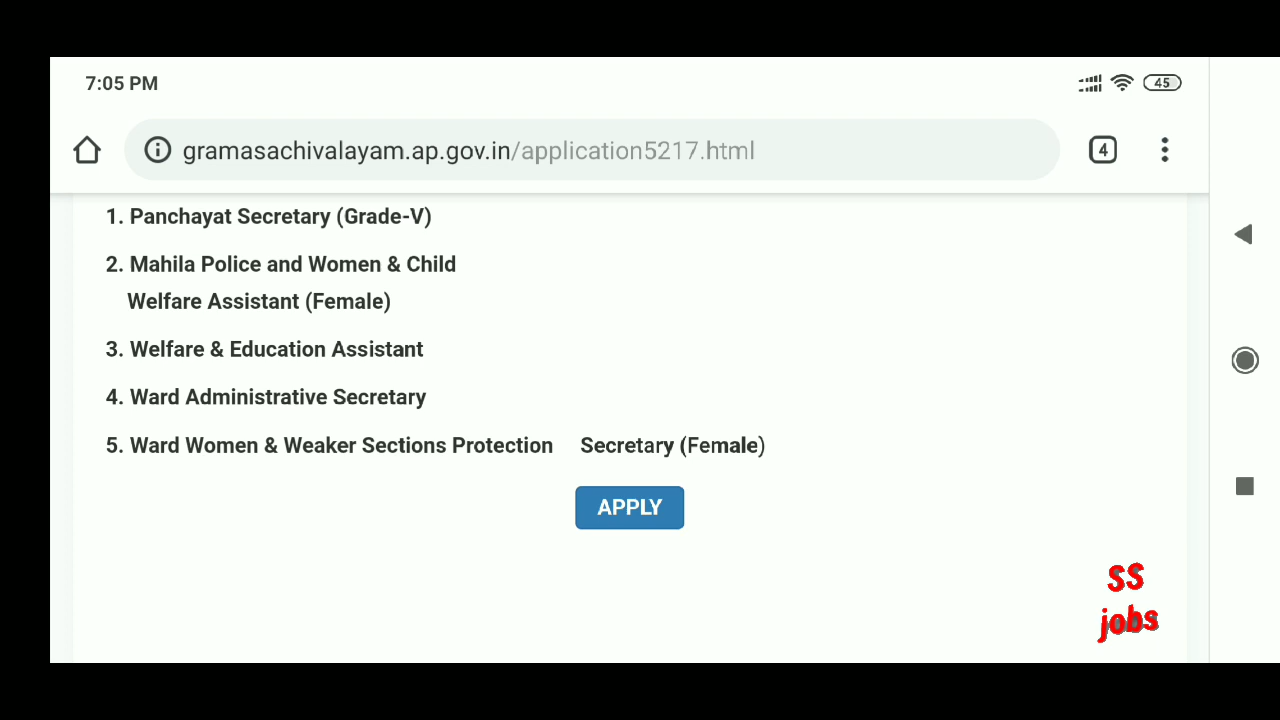 7:05 PM
45
gramasachivalayam.ap.gov.in/application5217.html
4
1. Panchayat Secretary (Grade-V)
2. Mahila Police and Women & Child
Welfare Assistant (Female)
3. Welfare & Education Assistant
4. Ward Administrative Secretary
5. Ward Women & Weaker Sections Protection Secretary (Female)
APPLY
SS
jobs